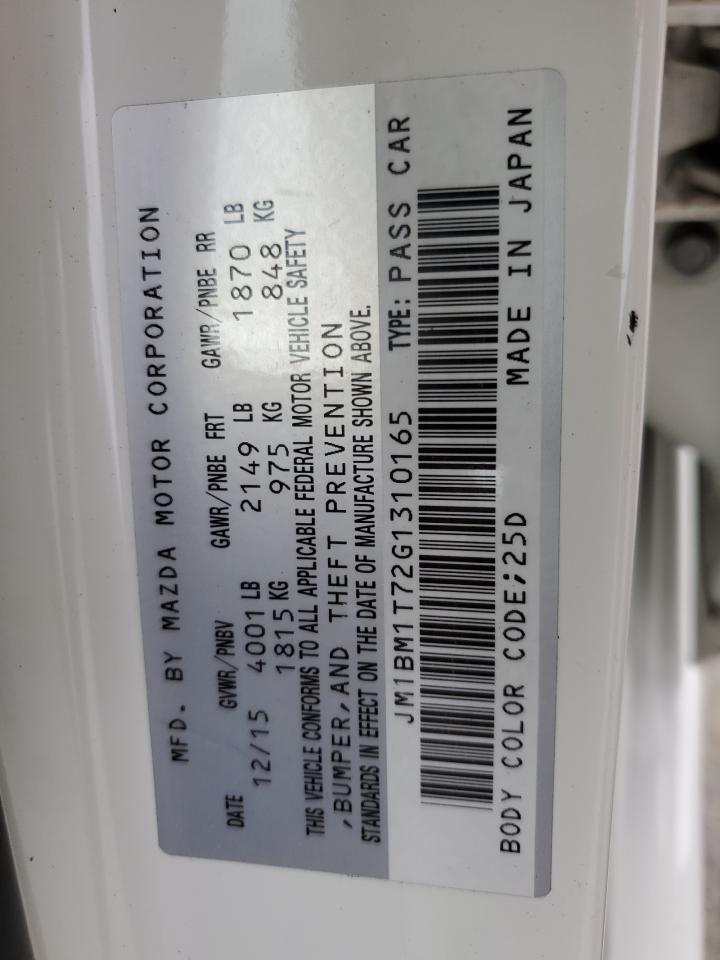 MFD. BY MAZDA MOTOR CORPORATION
DATE GVWR/PNBV GAWR/PNBE FRT GAWR/PNBE RR
12/15 4001 LB 2149 LB 1870 LB
1815 KG 975 KG 848 KG
THIS VEHICLE CONFORMS TO ALL APPLICABLE FEDERAL MOTOR VEHICLE SAFETY
,BUMPER,AND THEFT PREVENTION
STANDARDS IN EFFECT ON THE DATE OF MANUFACTURE SHOWN ABOVE.
JM1BM1T72G1310165 TYPE: PASS CAR
BODY COLOR CODE;25D MADE IN JAPAN